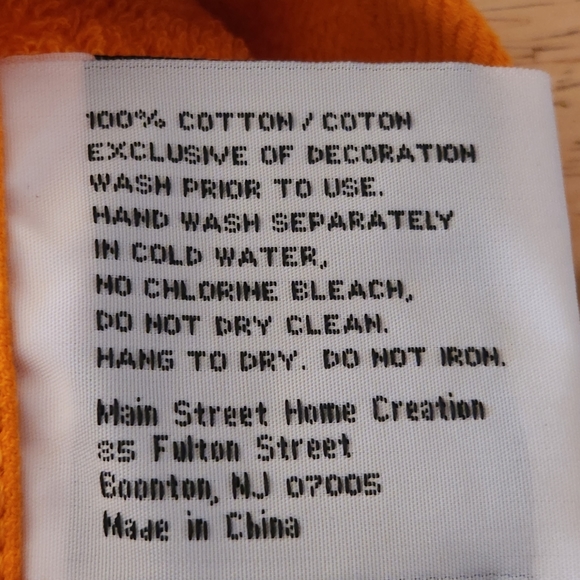 100% COTTON / COTON
EXCLUSIVE OF DECORATION
WASH PRIOR TO USE.
HAND WASH SEPARATELY
IN COLD WATER,
NO CHLORINE BLEACH,
DO NOT DRY CLEAN.
HANG TO DRY. DO NOT IRON.
Main Street Home Creation
35 Fulton Street
Boonton, NJ 07005
Made in China